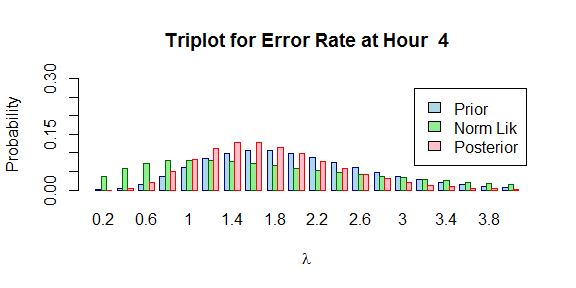 Triplot for Error Rate at Hour  4
Probability
0.30
0.15
0.00
Prior
Norm Lik
Posterior
0.2 0.6 1 1.4 1.8 2.2 2.6 3 3.4 3.8
λ